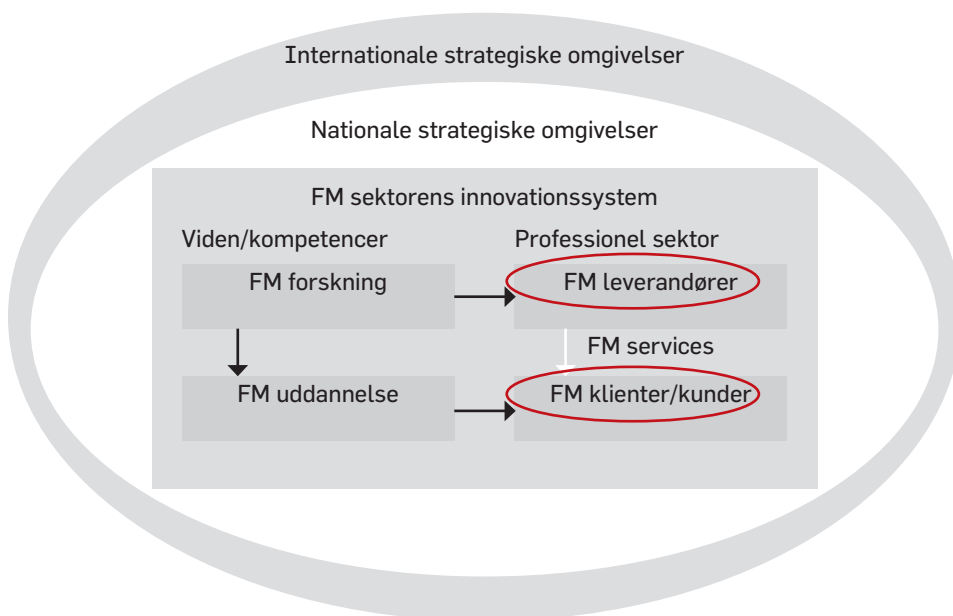 Internationale strategiske omgivelser
Nationale strategiske omgivelser
FM sektorens innovationssystem
Viden/kompetencer
Professionel sektor
FM forskning
FM leverandører
FM services
FM uddannelse
FM klienter/kunder